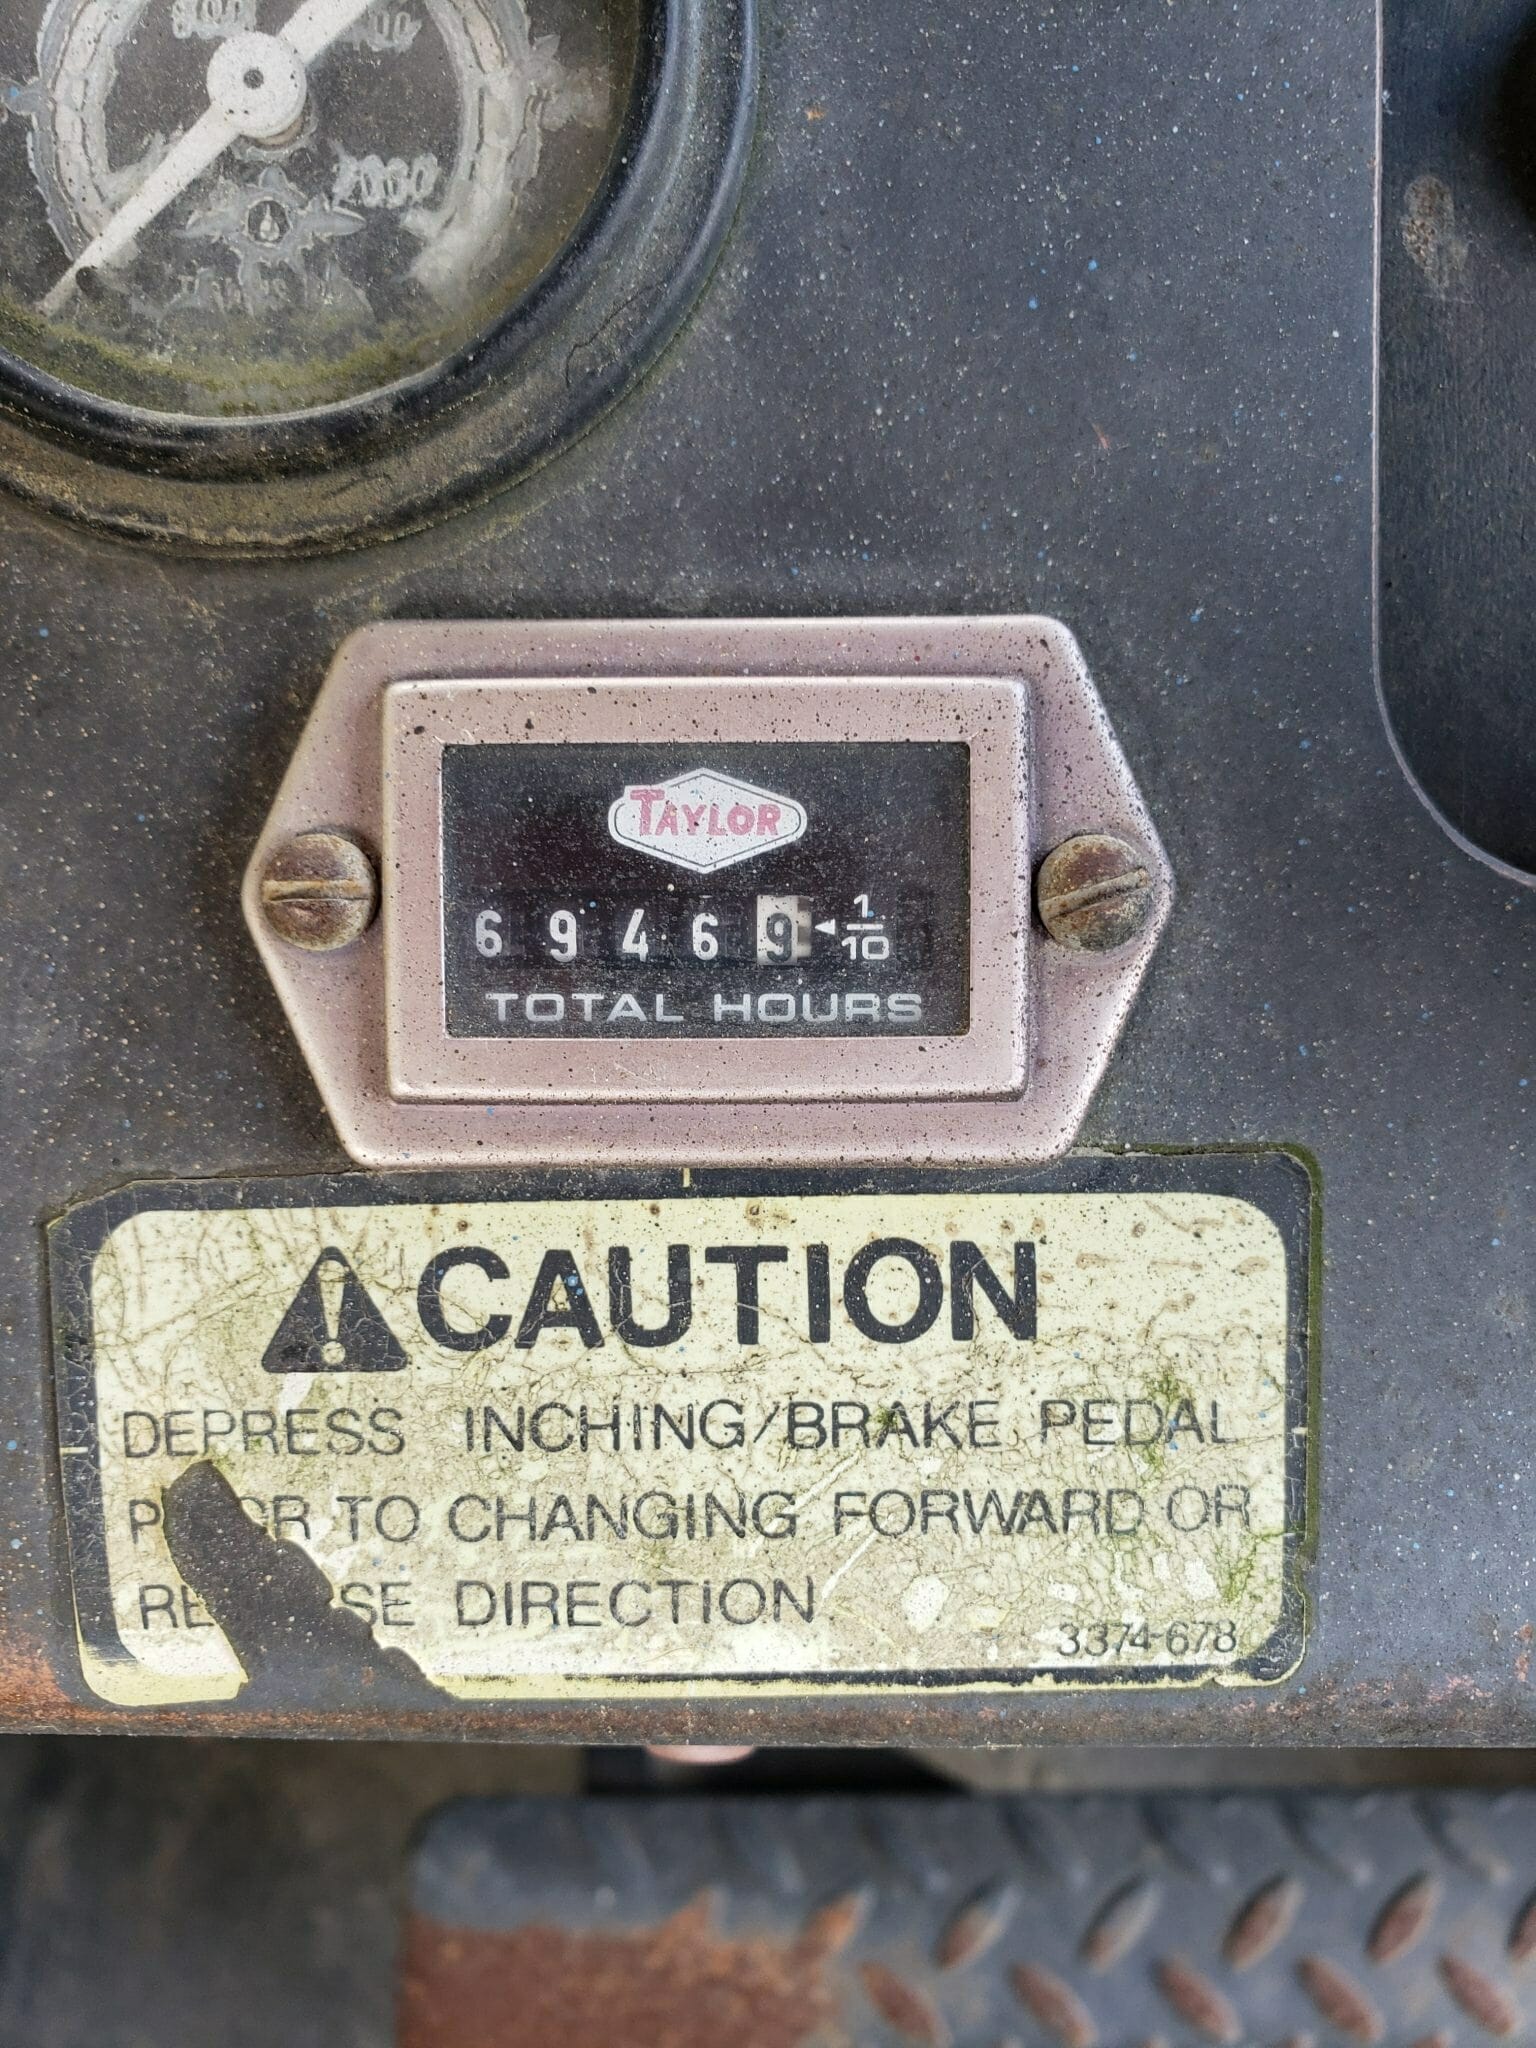 2000
TAYLOR
6 9 4 6 9 ◄ 1/10
TOTAL HOURS
CAUTION
DEPRESS INCHING/BRAKE PEDAL
TO CHANGING FORWARD OR
DIRECTION
3374-678